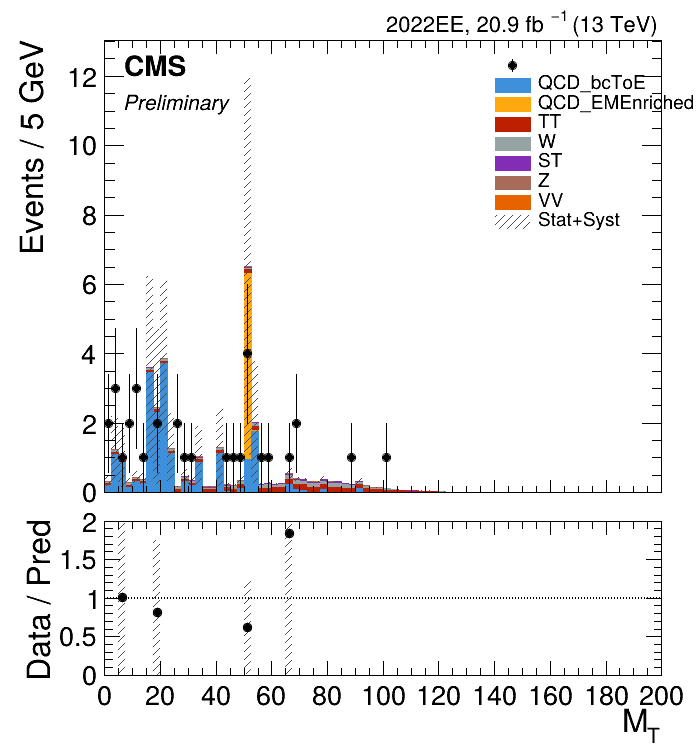 2022EE, 20.9 fb⁻¹ (13 TeV)
Events / 5 GeV
CMS
Preliminary
QCD_bcToE
QCD_EMEnriched
TT
W
ST
Z
VV
Stat+Syst
12
10
8
6
4
2
0
Data / Pred
2
1.5
1
0.5
0
0 20 40 60 80 100 120 140 160 180 200
M_T